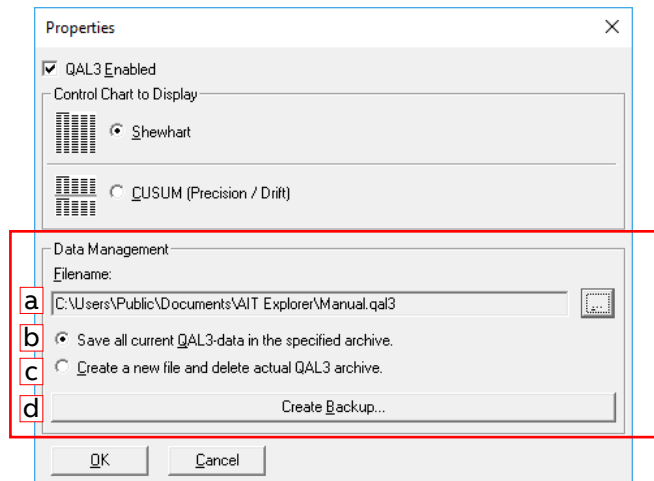 Properties
QAL3 Enabled
Control Chart to Display
Shewhart
CUSUM (Precision / Drift)
Data Management
Filename:
a C:\Users\Public\Documents\AIT Explorer\Manual.qal3 ...
b Save all current QAL3-data in the specified archive.
c Create a new file and delete actual QAL3 archive.
d Create Backup...
OK Cancel